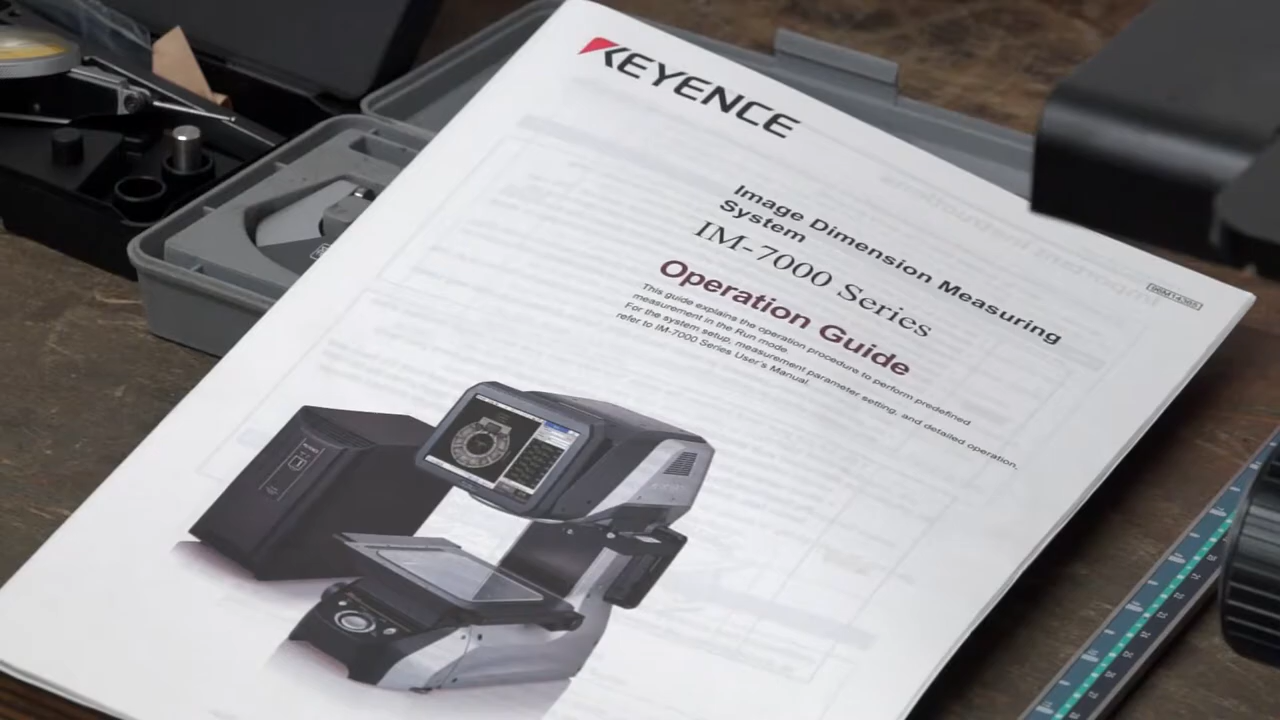 KEYENCE
Image Dimension Measuring
System
IM-7000 Series
Operation Guide
This guide explains the operation procedure to perform predefined
measurement in the Run mode.
For the system setup, measurement parameter setting, and detailed operation,
refer to IM-7000 Series User's Manual.
96M14365